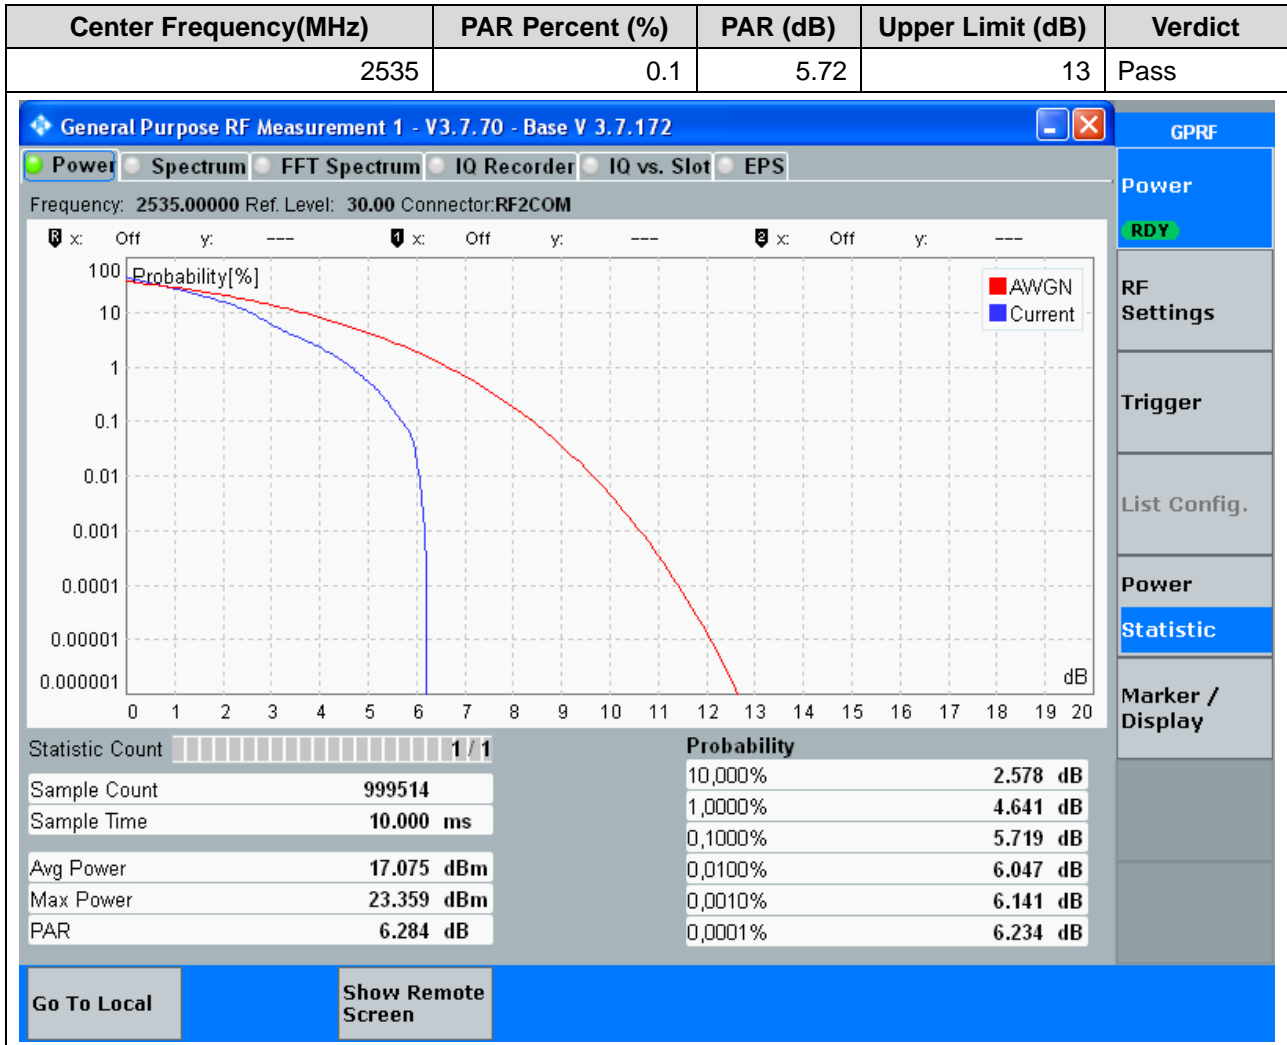 Center Frequency(MHz) PAR Percent (%) PAR (dB) Upper Limit (dB) Verdict
2535 0.1 5.72 13 Pass
General Purpose RF Measurement 1 - V3.7.70 - Base V 3.7.172
GPRF
Power Spectrum FFT Spectrum IQ Recorder IQ vs. Slot EPS
Power
RDY
Frequency: 2535.00000 Ref. Level: 30.00 Connector:RF2COM
R x: Off y: --- 1 x: Off y: --- 2 x: Off y: ---
Probability[%]
AWGN
Current
100
10
1
0.1
0.01
0.001
0.0001
0.00001
0.000001
dB
0 1 2 3 4 5 6 7 8 9 10 11 12 13 14 15 16 17 18 19 20
RF
Settings
Trigger
List Config.
Power
Statistic
Marker /
Display
Statistic Count 1 / 1
Sample Count 999514
Sample Time 10.000 ms
Avg Power 17.075 dBm
Max Power 23.359 dBm
PAR 6.284 dB
Probability
10,000% 2.578 dB
1,0000% 4.641 dB
0,1000% 5.719 dB
0,0100% 6.047 dB
0,0010% 6.141 dB
0,0001% 6.234 dB
Go To Local
Show Remote
Screen